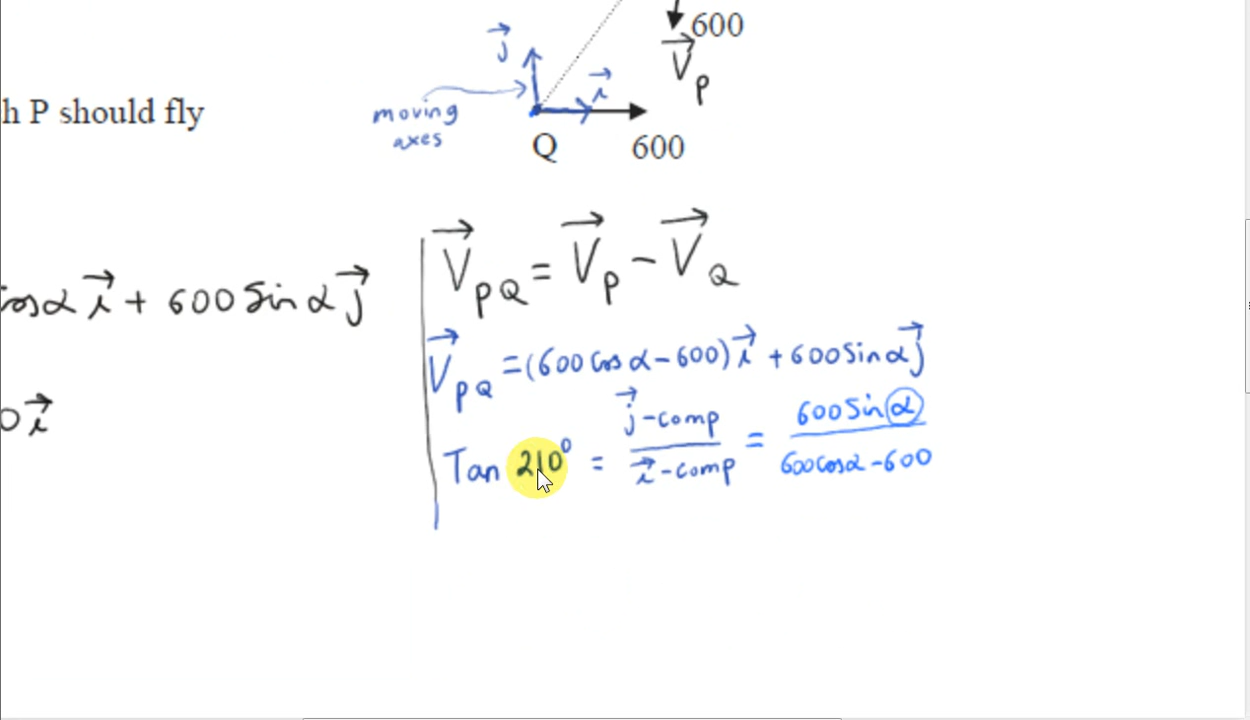 j
600
V_P
i
h P should fly
moving
axes
Q
600
V_PQ = V_P − V_Q
cosα i + 600 Sin α j
V_PQ = (600 cos α − 600) i + 600 Sin α j
0 i
Tan 210° = j-comp / i-comp = 600 Sin α / 600 cosα − 600